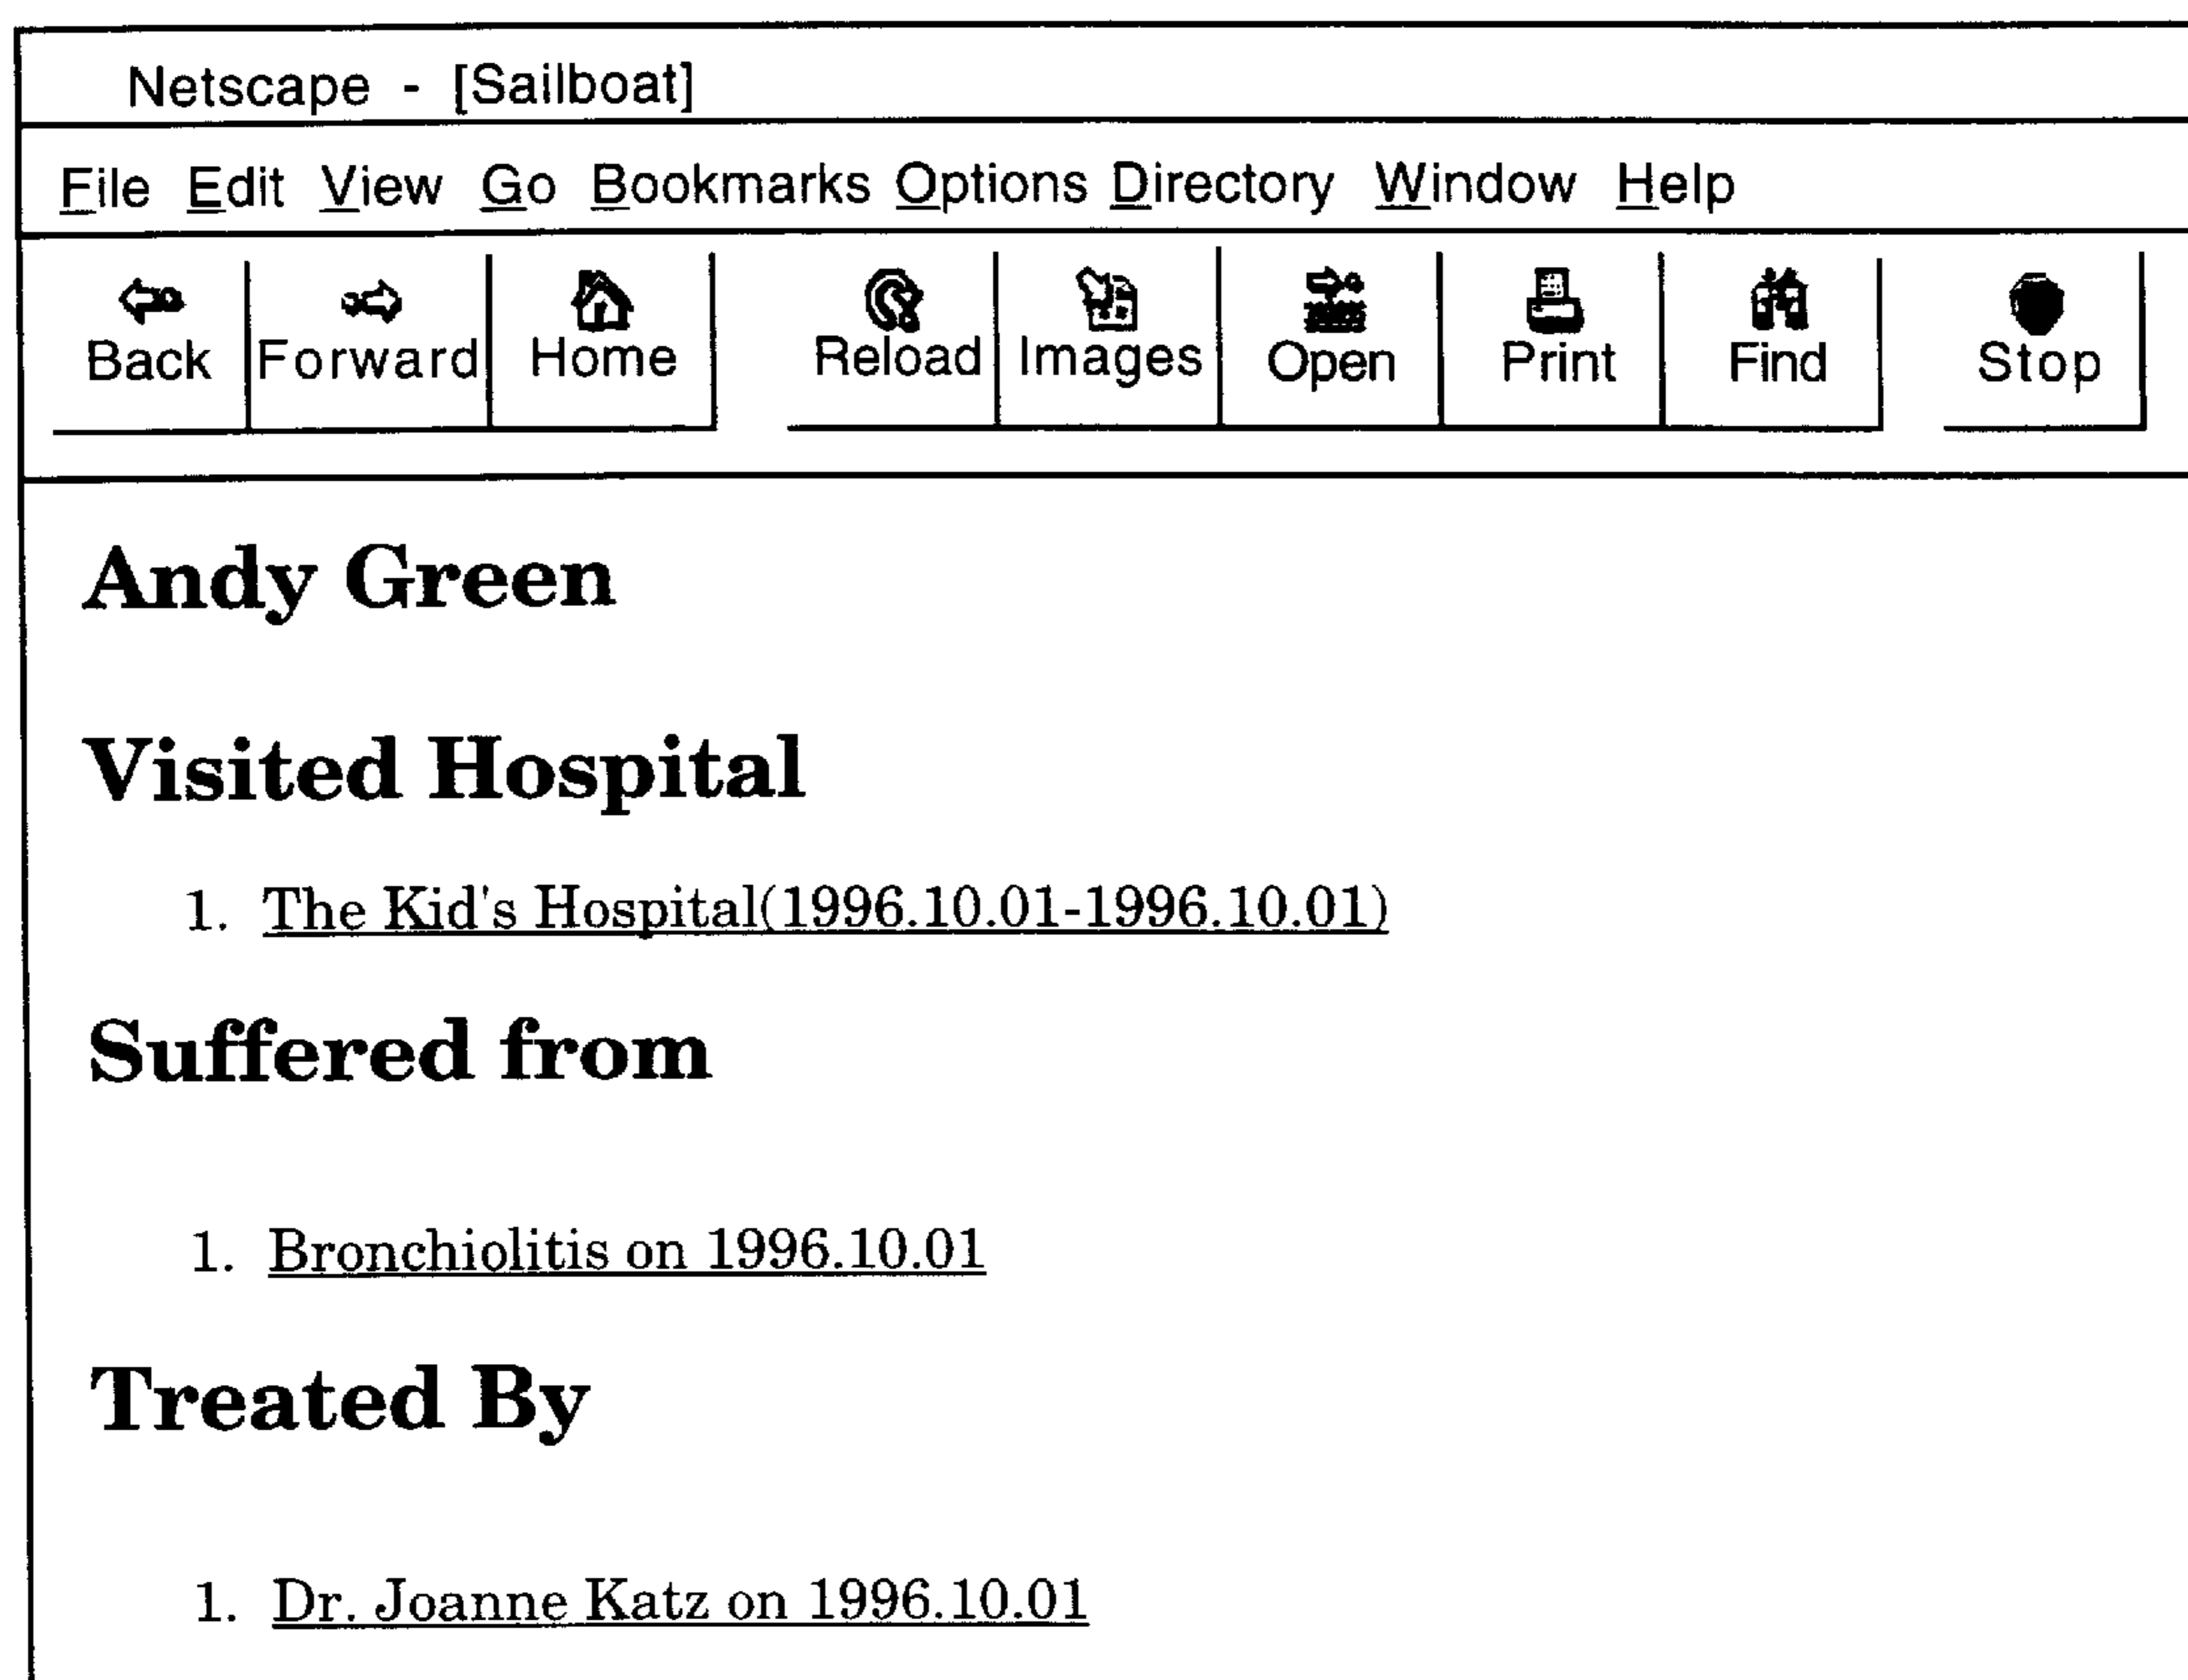 Netscape - [Sailboat]
File Edit View Go Bookmarks Options Directory Window Help
Back Forward Home Reload Images Open Print Find Stop
Andy Green
Visited Hospital
1. The Kid's Hospital(1996.10.01-1996.10.01)
Suffered from
1. Bronchiolitis on 1996.10.01
Treated By
1. Dr. Joanne Katz on 1996.10.01